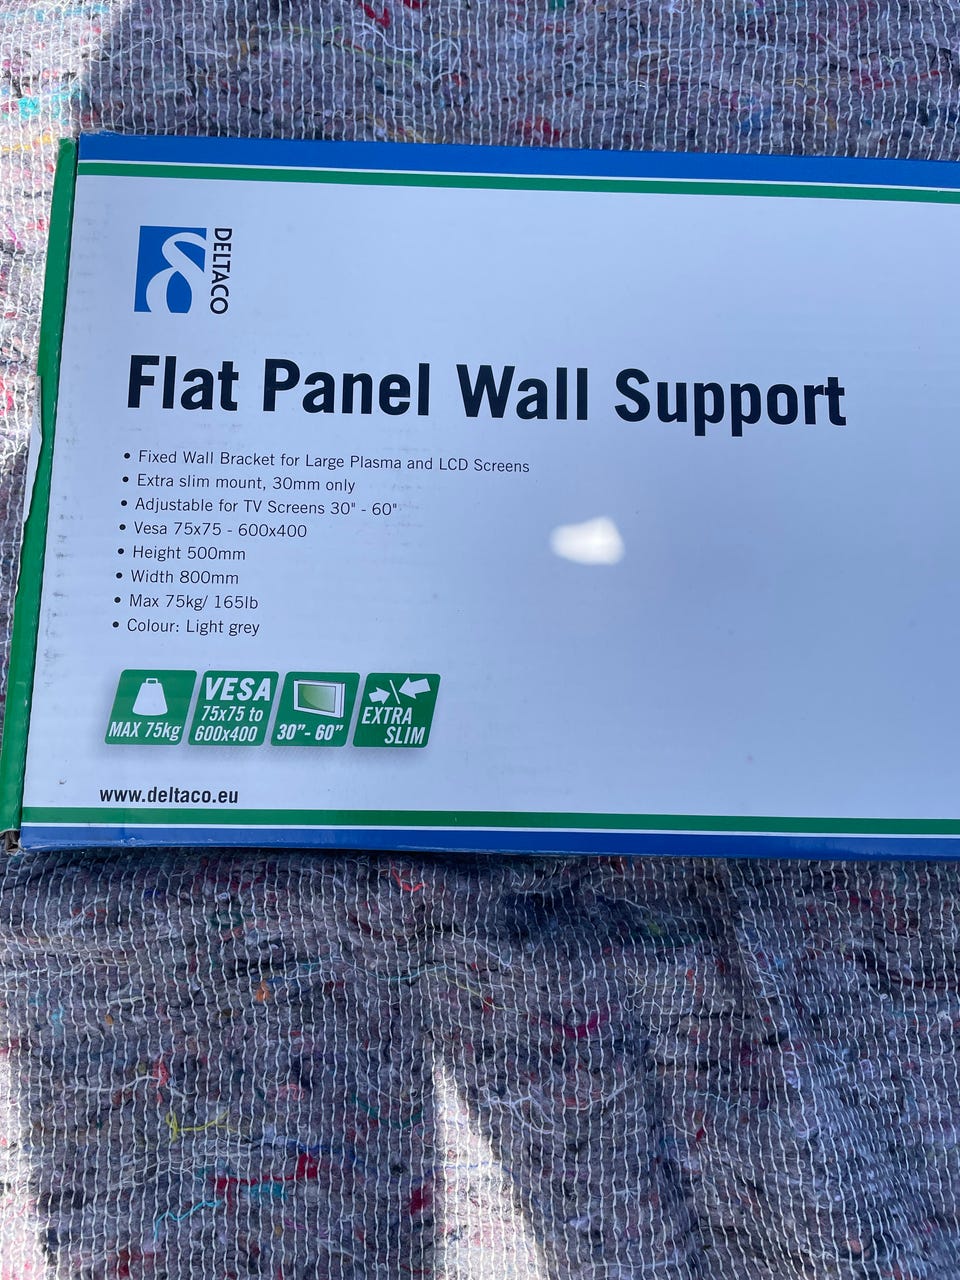 DELTACO
Flat Panel Wall Support
• Fixed Wall Bracket for Large Plasma and LCD Screens
• Extra slim mount, 30mm only
• Adjustable for TV Screens 30" - 60"
• Vesa 75x75 - 600x400
• Height 500mm
• Width 800mm
• Max 75kg/ 165lb
• Colour: Light grey
MAX 75kg
VESA
75x75 to
600x400
30”- 60”
EXTRA
SLIM
www.deltaco.eu